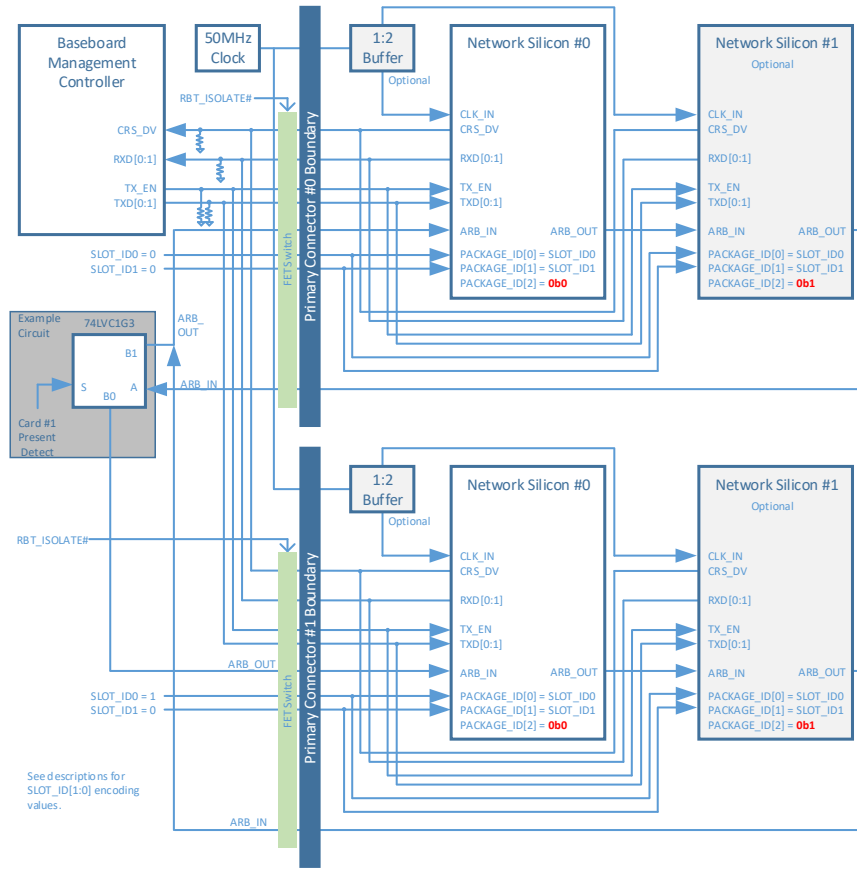 Baseboard
Management
Controller
CRS_DV
RXD[0:1]
TX_EN
TXD[0:1]
50MHz
Clock
RBT_ISOLATE#
SLOT_ID0 = 0
SLOT_ID1 = 0
FET Switch
Primary Connector #0 Boundary
1:2
Buffer
Optional
Network Silicon #0
CLK_IN
CRS_DV
RXD[0:1]
TX_EN
TXD[0:1]
ARB_IN ARB_OUT
PACKAGE_ID[0] = SLOT_ID0
PACKAGE_ID[1] = SLOT_ID1
PACKAGE_ID[2] = 0b0
Network Silicon #1
Optional
CLK_IN
CRS_DV
RXD[0:1]
TX_EN
TXD[0:1]
ARB_IN ARB_OUT
PACKAGE_ID[0] = SLOT_ID0
PACKAGE_ID[1] = SLOT_ID1
PACKAGE_ID[2] = 0b1
Example
Circuit
74LVC1G3
B1
S A
B0
Card #1
Present
Detect
ARB_
OUT
ARB_IN
RBT_ISOLATE#
ARB_OUT
SLOT_ID0 = 1
SLOT_ID1 = 0
ARB_IN
FET Switch
Primary Connector #1 Boundary
1:2
Buffer
Optional
Network Silicon #0
CLK_IN
CRS_DV
RXD[0:1]
TX_EN
TXD[0:1]
ARB_IN ARB_OUT
PACKAGE_ID[0] = SLOT_ID0
PACKAGE_ID[1] = SLOT_ID1
PACKAGE_ID[2] = 0b0
Network Silicon #1
Optional
CLK_IN
CRS_DV
RXD[0:1]
TX_EN
TXD[0:1]
ARB_IN ARB_OUT
PACKAGE_ID[0] = SLOT_ID0
PACKAGE_ID[1] = SLOT_ID1
PACKAGE_ID[2] = 0b1
See descriptions for
SLOT_ID[1:0] encoding
values.